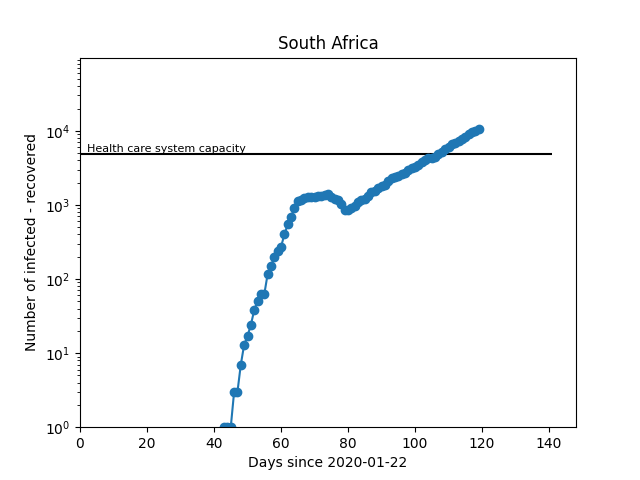 South Africa
Number of infected - recovered
10^4
10^3
10^2
10^1
10^0
Health care system capacity
0 20 40 60 80 100 120 140
Days since 2020-01-22